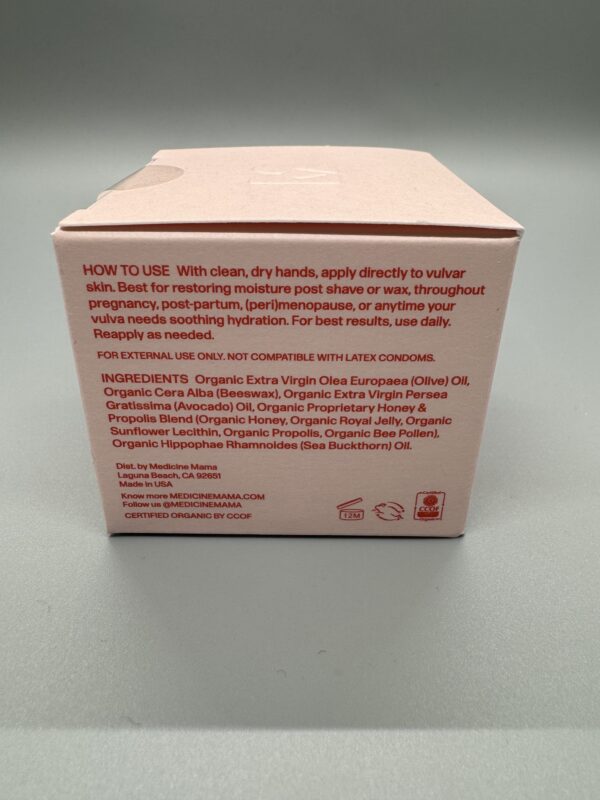 HOW TO USE With clean, dry hands, apply directly to vulvar
skin. Best for restoring moisture post shave or wax, throughout
pregnancy, post-partum, (peri)menopause, or anytime your
vulva needs soothing hydration. For best results, use daily.
Reapply as needed.
FOR EXTERNAL USE ONLY. NOT COMPATIBLE WITH LATEX CONDOMS.
INGREDIENTS Organic Extra Virgin Olea Europaea (Olive) Oil,
Organic Cera Alba (Beeswax), Organic Extra Virgin Persea
Gratissima (Avocado) Oil, Organic Proprietary Honey &
Propolis Blend (Organic Honey, Organic Royal Jelly, Organic
Sunflower Lecithin, Organic Propolis, Organic Bee Pollen),
Organic Hippophae Rhamnoides (Sea Buckthorn) Oil.
Dist. by Medicine Mama
Laguna Beach, CA 92651
Made in USA
Know more MEDICINEMAMA.COM
Follow us @MEDICINEMAMA
CERTIFIED ORGANIC BY CCOF
12M
Certified
CCOF
Organic